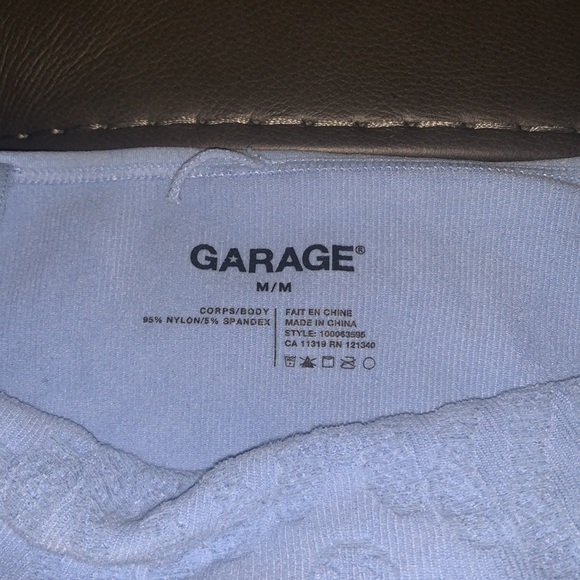 GARAGE®
M/M
CORPS/BODY
95% NYLON/5% SPANDEX
FAIT EN CHINE
MADE IN CHINA
STYLE: 100063595
CA 11319 RN 121340